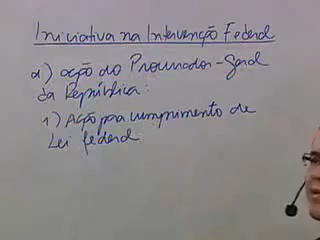 Iniciativa na Intervenção Federal
a) ação do Procurador-Geral
da República:
1) Ação para cumprimento de
Lei federal